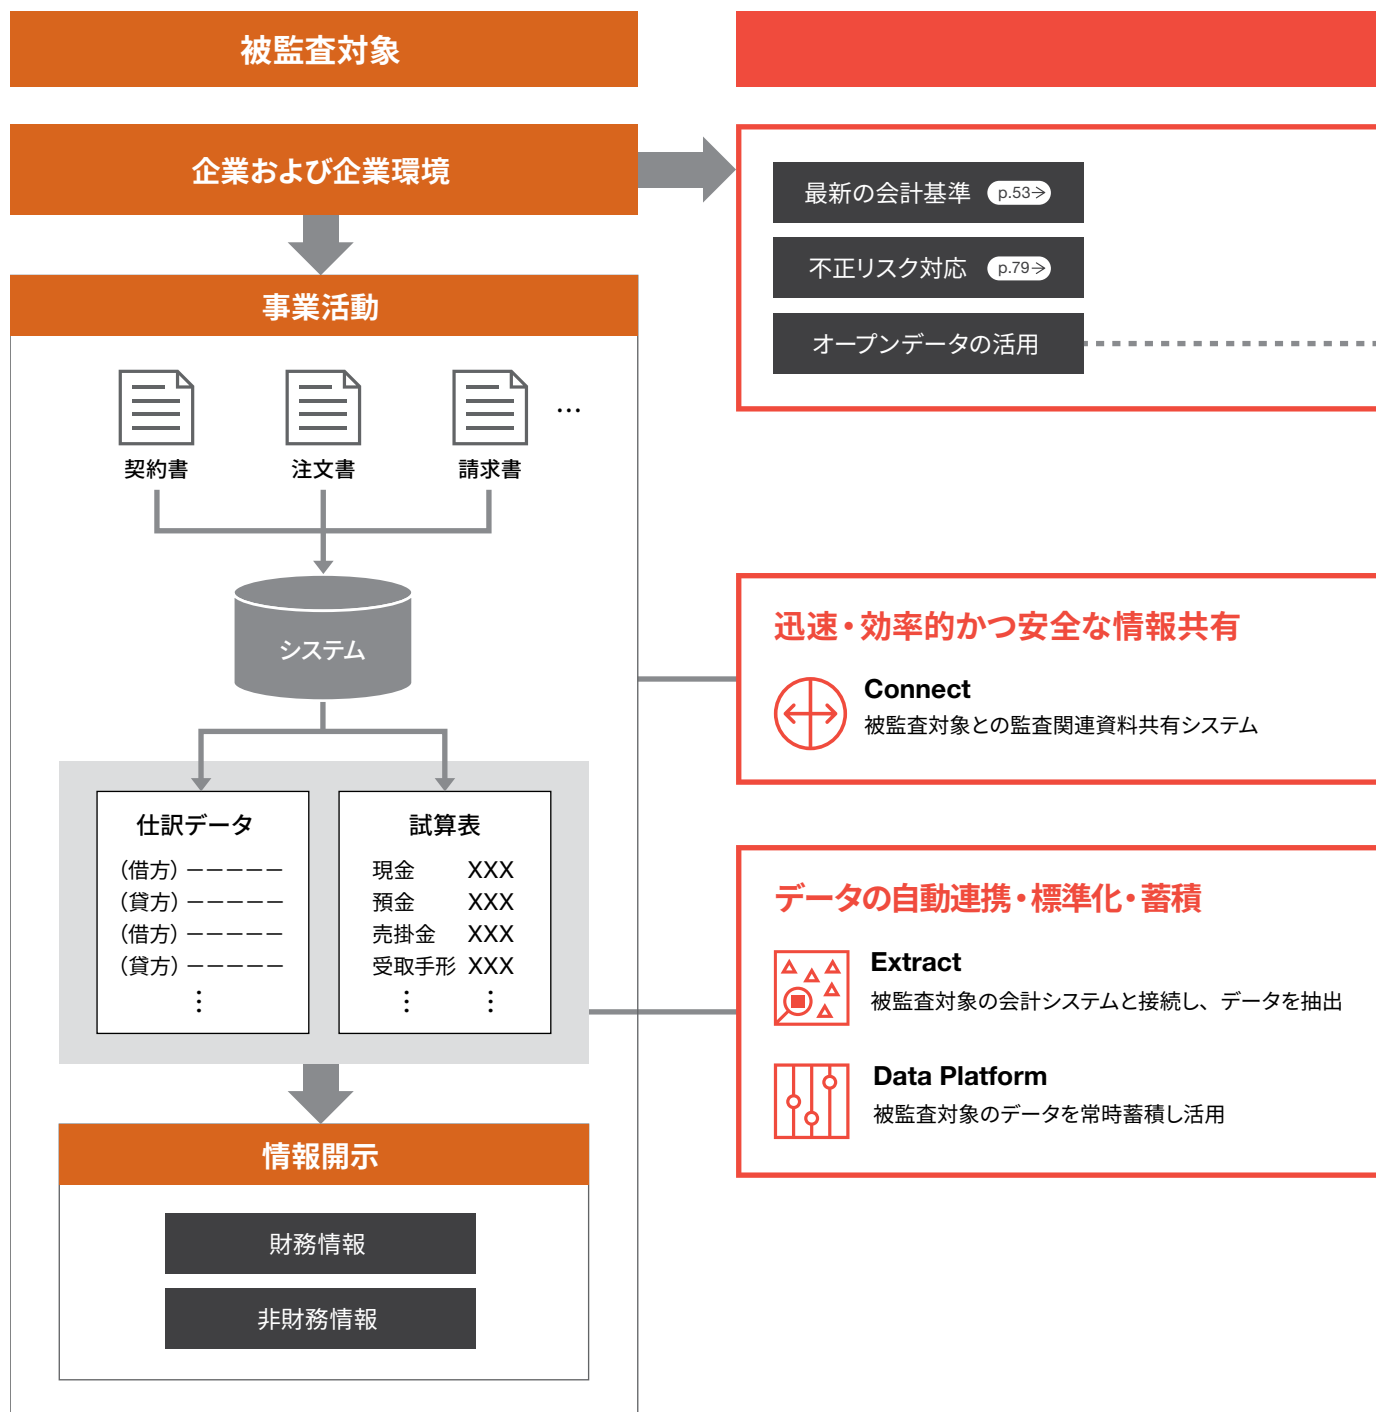 被監査対象
企業および企業環境
事業活動
契約書
注文書
請求書
…
システム
仕訳データ
(借方) −−−−−
(貸方) −−−−−
(借方) −−−−−
(貸方) −−−−−
⋮
試算表
現金 XXX
預金 XXX
売掛金 XXX
受取手形 XXX
⋮ ⋮
情報開示
財務情報
非財務情報
最新の会計基準 p.53→
不正リスク対応 p.79→
オープンデータの活用
迅速・効率的かつ安全な情報共有
Connect
被監査対象との監査関連資料共有システム
データの自動連携・標準化・蓄積
Extract
被監査対象の会計システムと接続し、データを抽出
Data Platform
被監査対象のデータを常時蓄積し活用